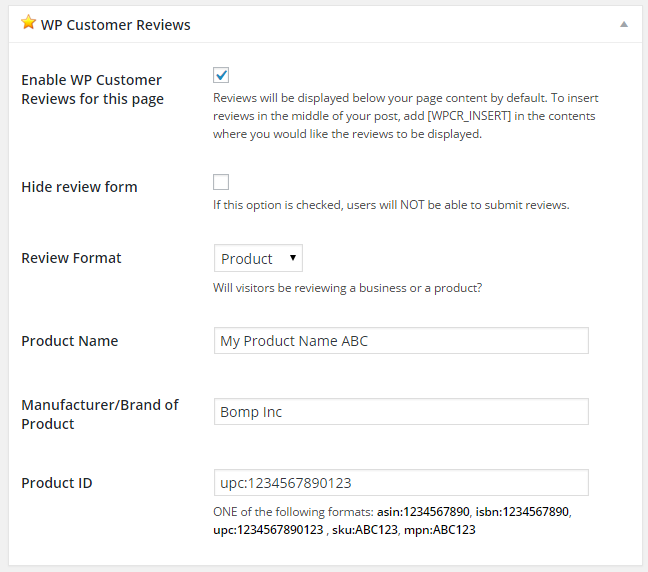 WP Customer Reviews
Enable WP Customer
Reviews for this page
Reviews will be displayed below your page content by default. To insert
reviews in the middle of your post, add [WPCR_INSERT] in the contents
where you would like the reviews to be displayed.
Hide review form
If this option is checked, users will NOT be able to submit reviews.
Review Format
Product
Will visitors be reviewing a business or a product?
Product Name
My Product Name ABC
Manufacturer/Brand of
Product
Bomp Inc
Product ID
upc:1234567890123
ONE of the following formats: asin:1234567890, isbn:1234567890,
upc:1234567890123 , sku:ABC123, mpn:ABC123